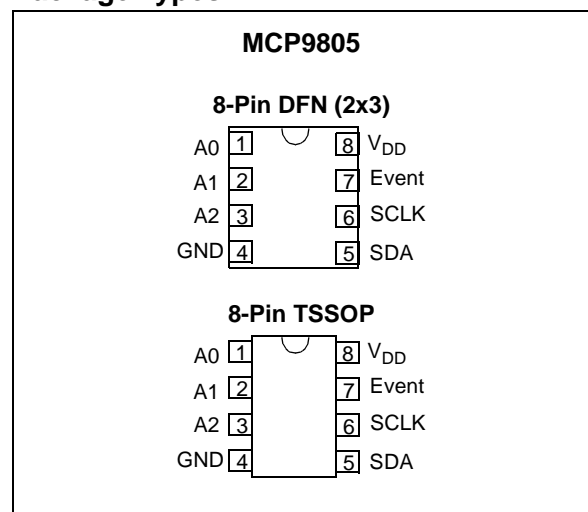 MCP9805
8-Pin DFN (2x3)
A0 1 8 VDD
A1 2 7 Event
A2 3 6 SCLK
GND 4 5 SDA
8-Pin TSSOP
A0 1 8 VDD
A1 2 7 Event
A2 3 6 SCLK
GND 4 5 SDA